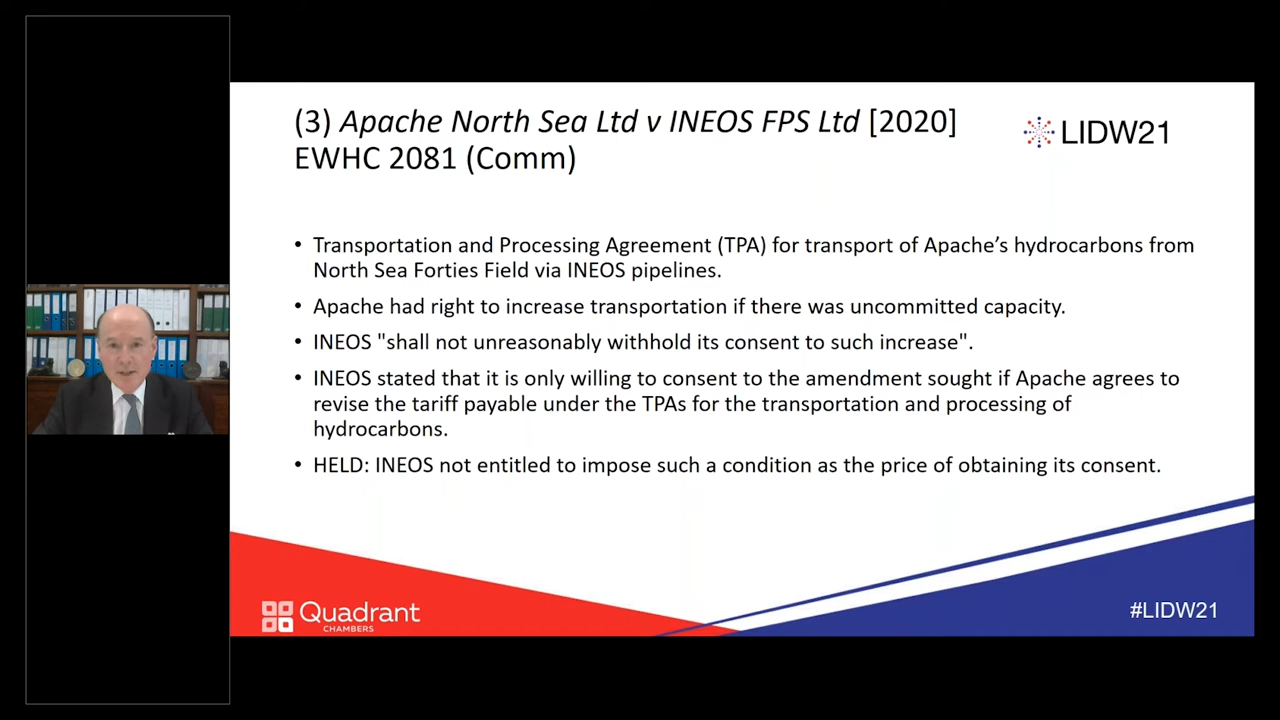 (3) Apache North Sea Ltd v INEOS FPS Ltd [2020]
EWHC 2081 (Comm)
LIDW21
• Transportation and Processing Agreement (TPA) for transport of Apache’s hydrocarbons from
North Sea Forties Field via INEOS pipelines.
• Apache had right to increase transportation if there was uncommitted capacity.
• INEOS "shall not unreasonably withhold its consent to such increase".
• INEOS stated that it is only willing to consent to the amendment sought if Apache agrees to
revise the tariff payable under the TPAs for the transportation and processing of
hydrocarbons.
• HELD: INEOS not entitled to impose such a condition as the price of obtaining its consent.
Quadrant
CHAMBERS
#LIDW21